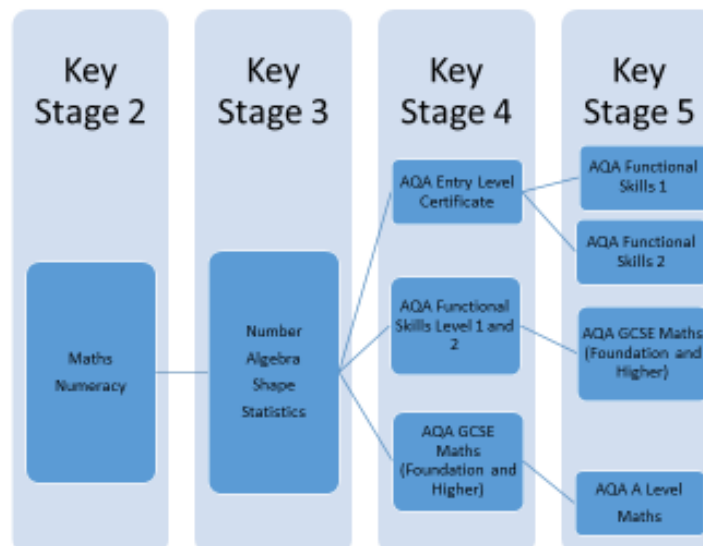 Key
Stage 2
Maths
Numeracy
Key
Stage 3
Number
Algebra
Shape
Statistics
Key
Stage 4
AQA Entry Level
Certificate
AQA Functional
Skills Level 1 and
2
AQA GCSE
Maths
(Foundation and
Higher)
Key
Stage 5
AQA Functional
Skills 1
AQA Functional
Skills 2
AQA GCSE Maths
(Foundation and
Higher)
AQA A Level
Maths